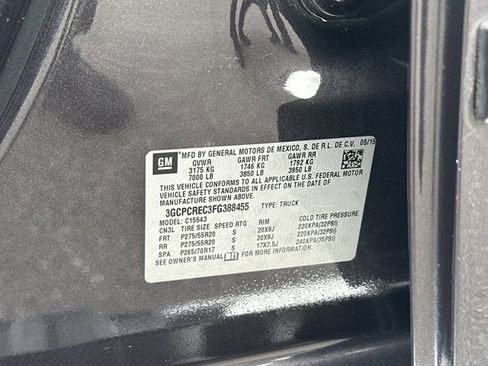 GM
MFD BY GENERAL MOTORS DE MEXICO, S. DE R.L. DE C.V. 05/15
GVWR GAWR FRT GAWR RR
3175 KG 1746 KG 1792 KG
7000 LB 3850 LB 3950 LB
THIS VEHICLE CONFORMS TO ALL APPLICABLE U.S. FEDERAL MOTOR
VEHICLE SAFETY STANDARDS IN EFFECT ON THE DATE OF
MANUFACTURE SHOWN ABOVE.
3GCPCREC3FG388455 TYPE: TRUCK
MODEL: C15543
CN3L TIRE SIZE SPEED RTG RIM COLD TIRE PRESSURE
FRT P275/55R20 S 20X9J 220KPA(32PSI)
RR P275/55R20 S 20X9J 220KPA(32PSI)
SPA P265/70R17 S 17X7.5J 240KPA(35PSI)
SEE OWNER'S MANUAL FOR MORE INFORMATION